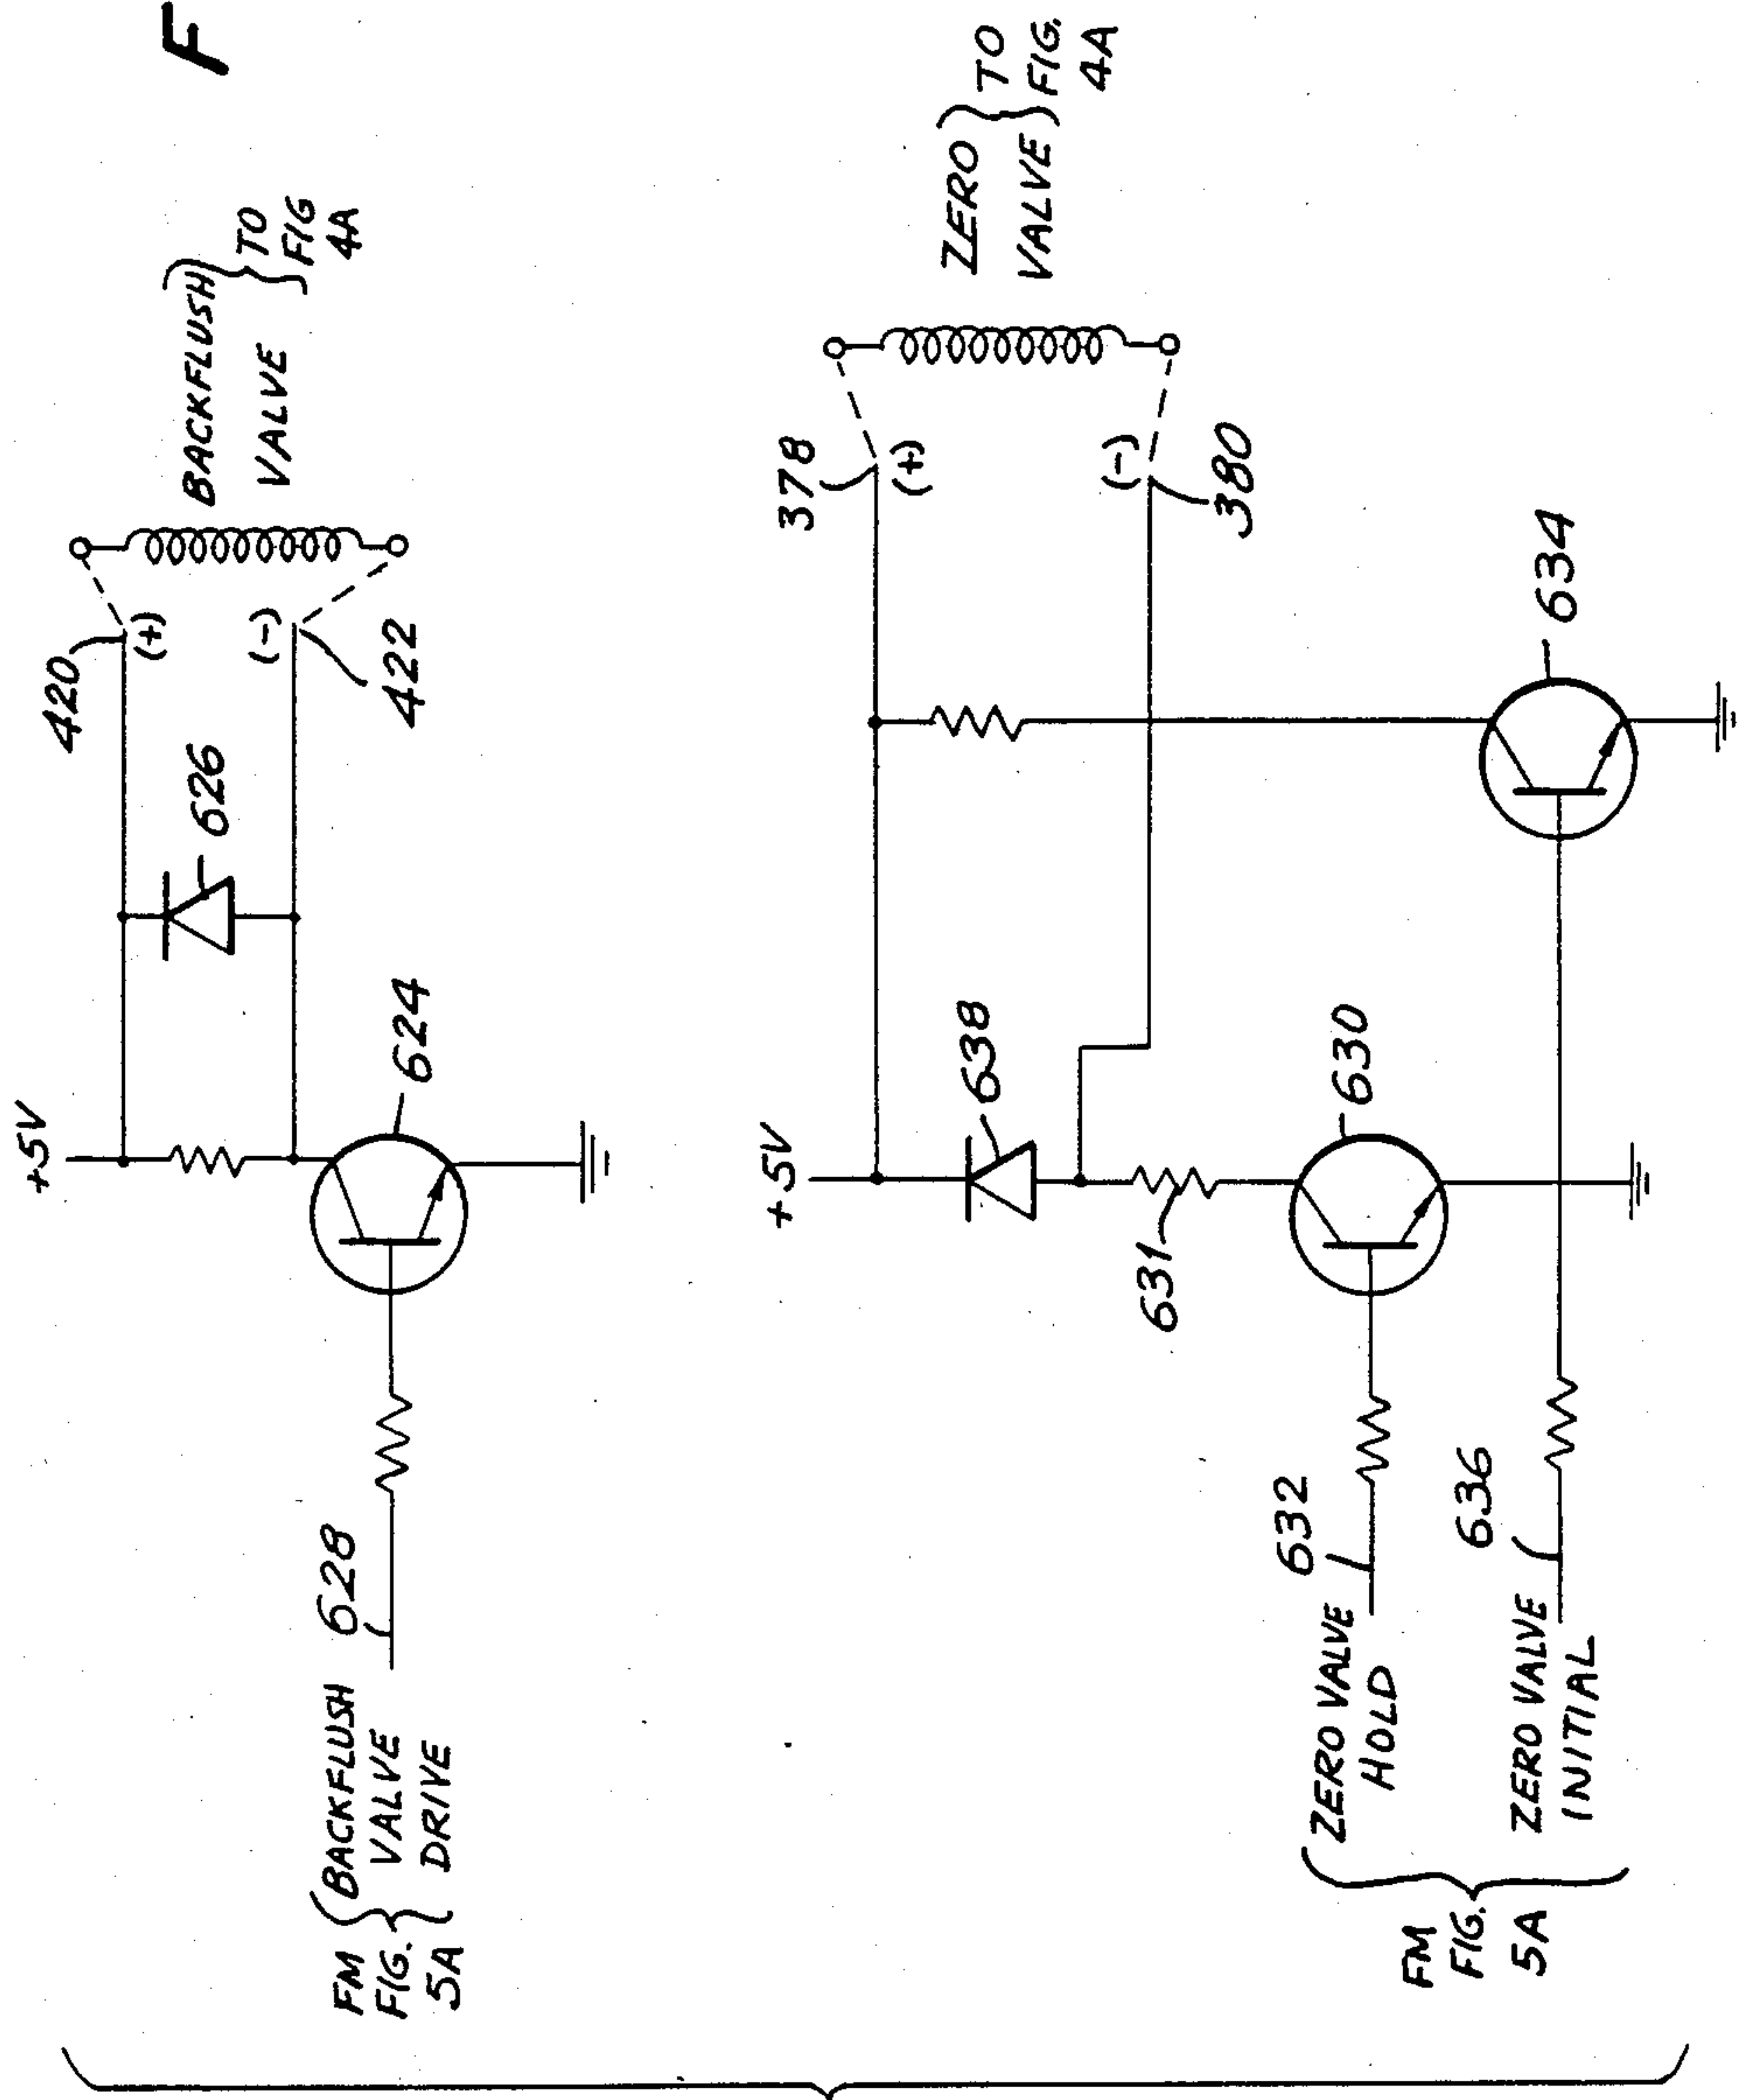 F
+5V
420
(+)
626
(-)
422
624
BACKFLUSH
VALVE
TO
FIG
4A
628
FM
FIG.
5A
BACKFLUSH
VALVE
DRIVE
+5V
378
(+)
638
(-)
380
631
630
634
ZERO
VALVE
TO
FIG.
4A
632
636
FM
FIG.
5A
ZERO VALVE
HOLD
ZERO VALVE
INITIAL